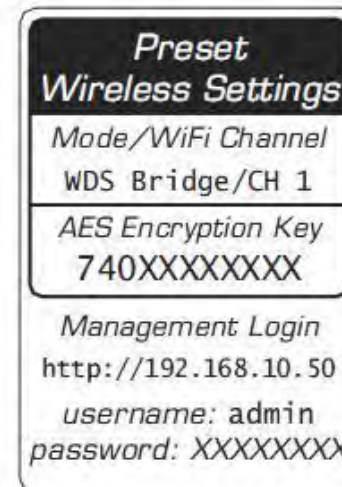 Preset
Wireless Settings
Mode/WiFi Channel
WDS Bridge/CH 1
AES Encryption Key
740XXXXXXXX
Management Login
http://192.168.10.50
username: admin
password: XXXXXXXX